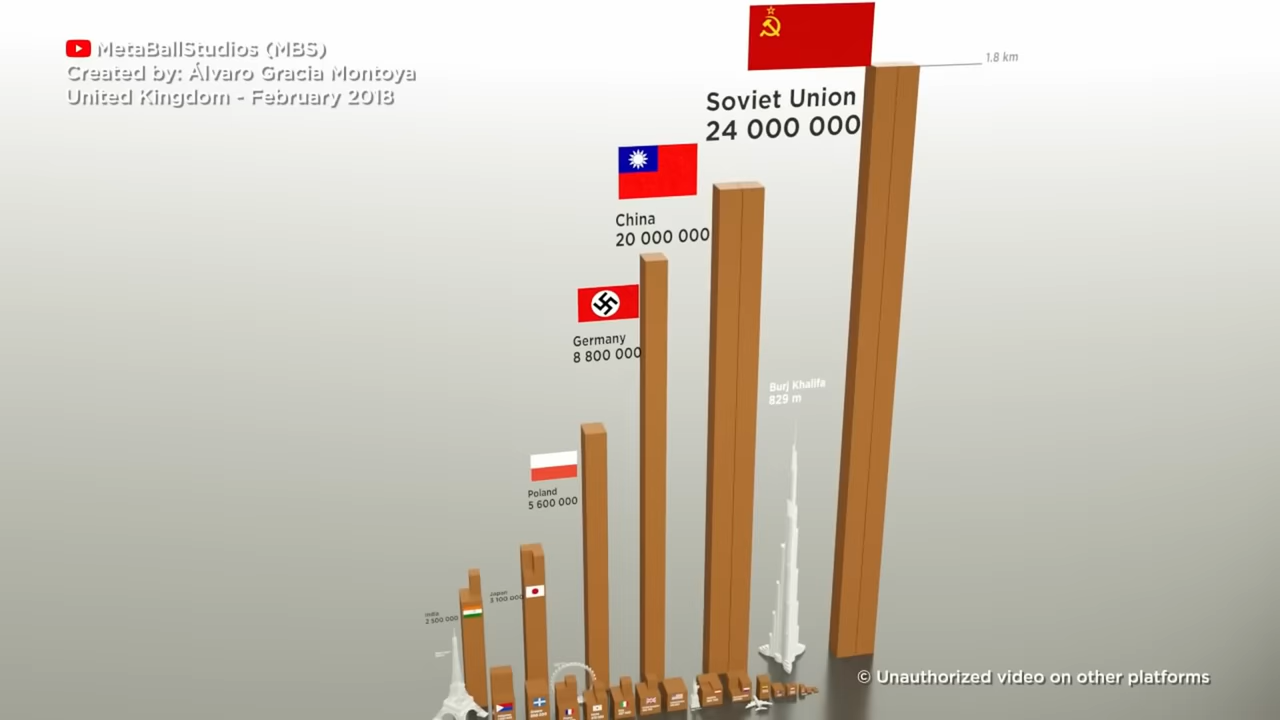 MetaBallStudios (MBS)
Created by: Álvaro Gracia Montoya
United Kingdom - February 2018
1.8 km
Soviet Union
24 000 000
China
20 000 000
Germany
8 800 000
Burj Khalifa
829 m
Poland
5 600 000
Japan
3 100 000
India
2 500 000
© Unauthorized video on other platforms